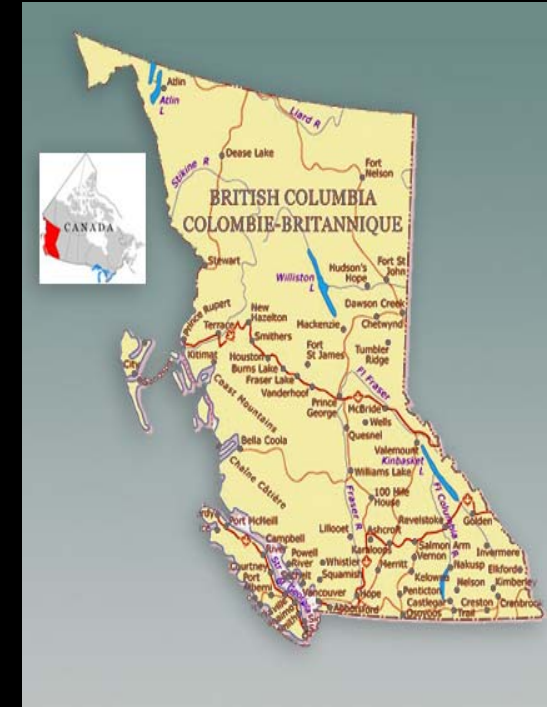 Atlin
Atlin
L
Liard R
Dease Lake
Stikine R
Fort
Nelson
BRITISH COLUMBIA
COLOMBIE-BRITANNIQUE
CANADA
Stewart
Williston
L
Hudson's
Hope
Fort St
John
Prince Rupert
New
Hazelton
Dawson Creek
Terrace
Smithers
Mackenzie
Chetwynd
Kitimat
Houston
Fort
St James
Tumbler
Ridge
City
Burns Lake
Fraser Lake
Vanderhoof
Prince
George
Fl Fraser
McBride
Wells
Coast Mountains
Quesnel
Bella Coola
Valemount
Kinbasket
L
Chaîne Côtière
Williams Lake
Fraser R
100 Mile
House
Fl Columbia R
Port McNeill
Lillooet
Ashcroft
Revelstoke
Golden
Campbell
River
Powell
River
Kamloops
Salmon Arm
Vernon
Invermere
Courtney
Whistler
Merritt
Nakusp
Elkford
Port
Alberni
Squamish
Kelowna
Nelson
Kimberley
Vancouver
Hope
Penticton
Castlegar
Creston
Cranbrook
Abbotsford
Osoyoos
Trail